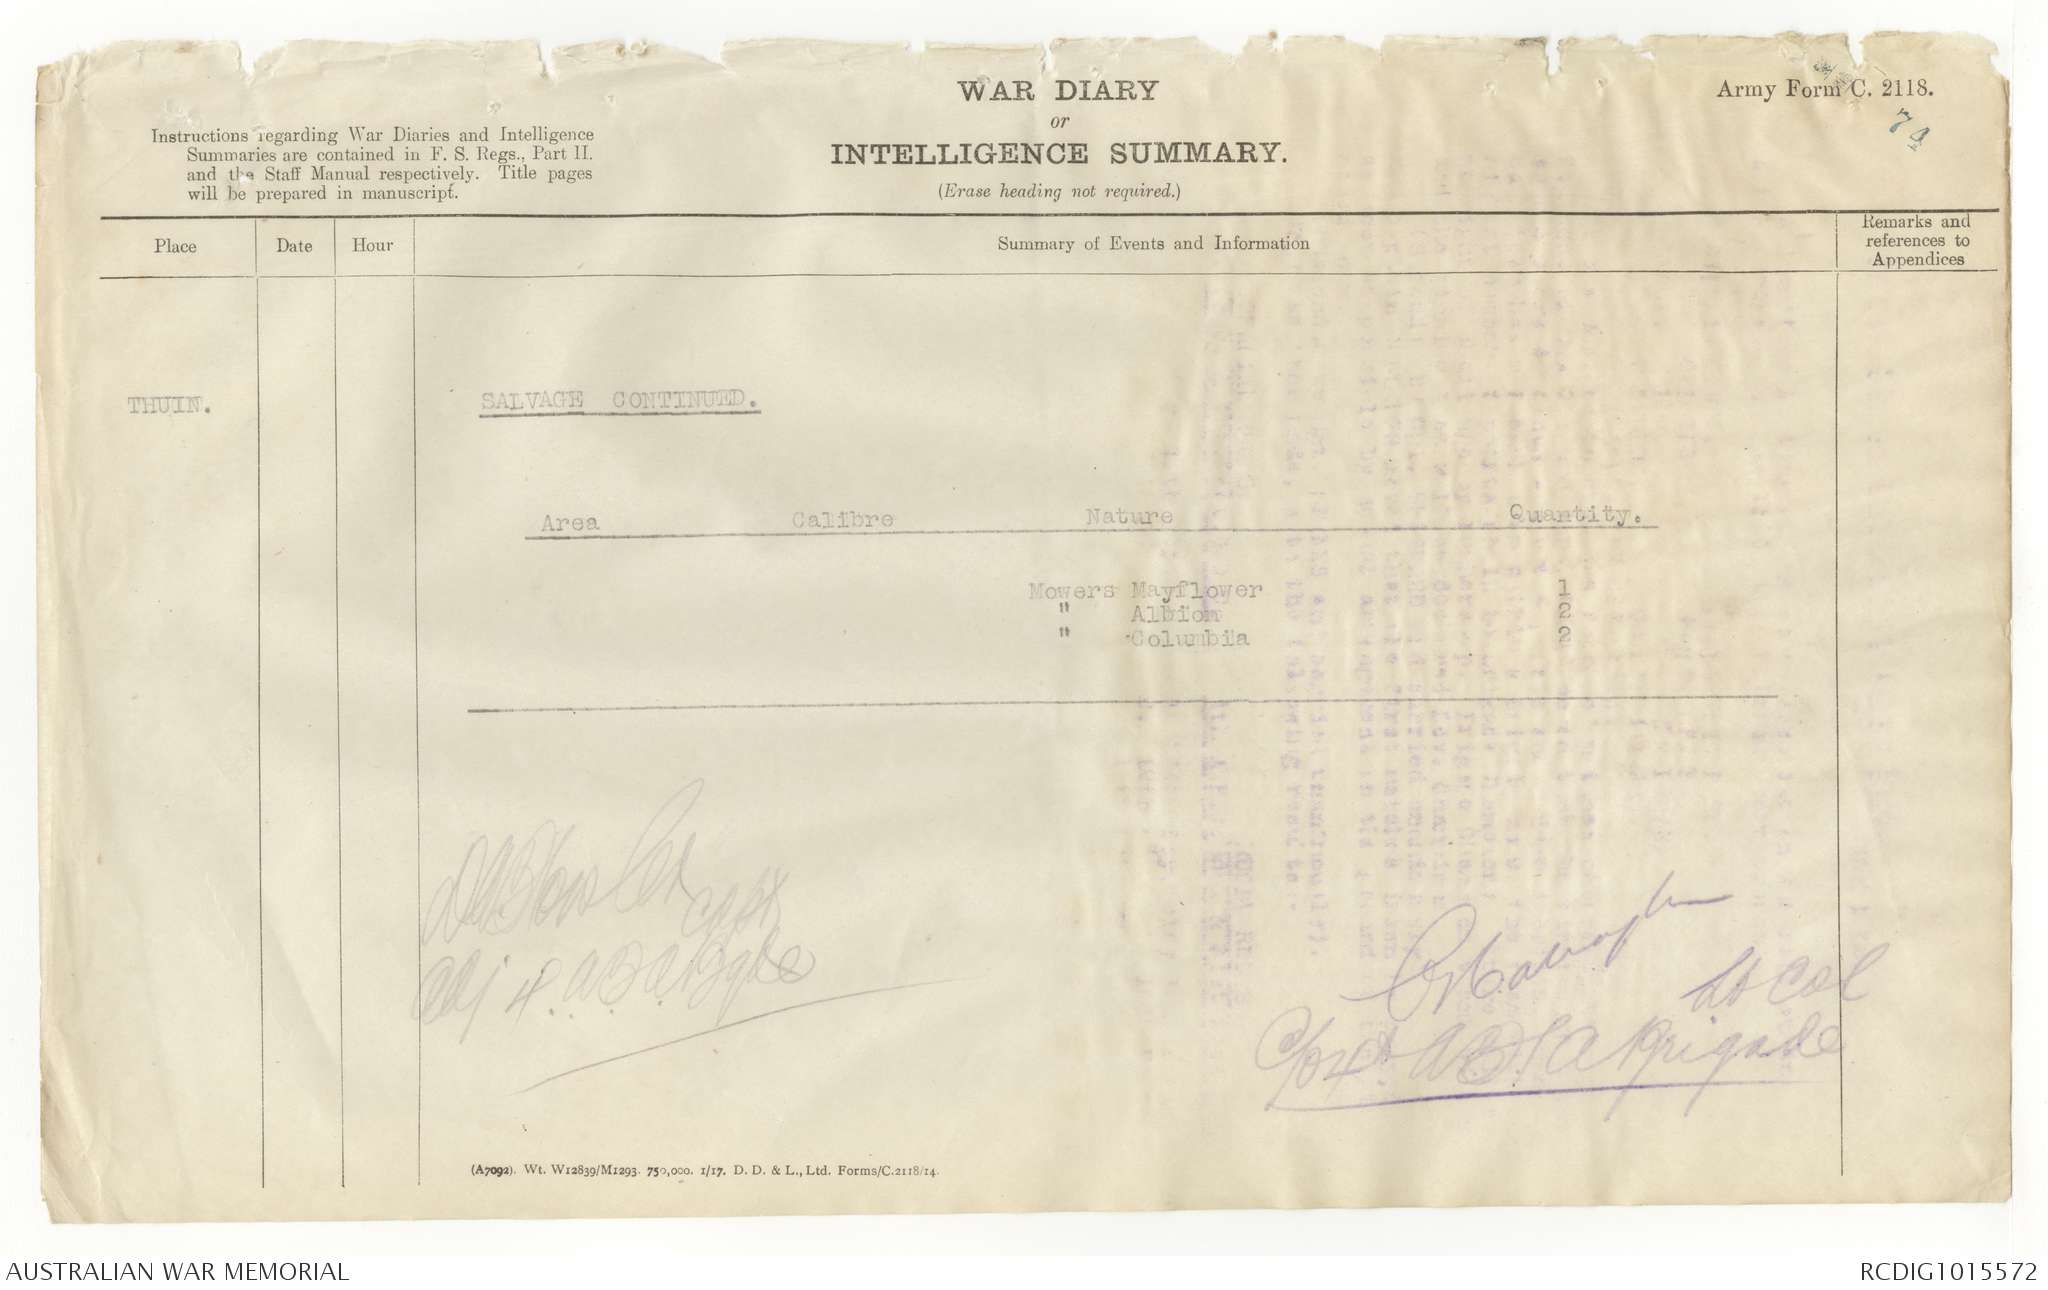 WAR DIARY
or
INTELLIGENCE SUMMARY.
(Erase heading not required.)
Army Form C. 2118.
Instructions regarding War Diaries and Intelligence
Summaries are contained in F. S. Regs., Part II.
and the Staff Manual respectively. Title pages
will be prepared in manuscript.
Place Date Hour Summary of Events and Information Remarks and references to Appendices
THUIN. SALVAGE CONTINUED.
Area Calibre Nature Quantity.
Mowers Mayflower 1
" Albion 2
" Columbia 2
Capt
Adj 4
Lt Col
Brigade
(A7092). Wt. W12839/M1293. 750,000. 1/17. D. D. & L., Ltd. Forms/C.2118/14.
AUSTRALIAN WAR MEMORIAL RCDIG1015572